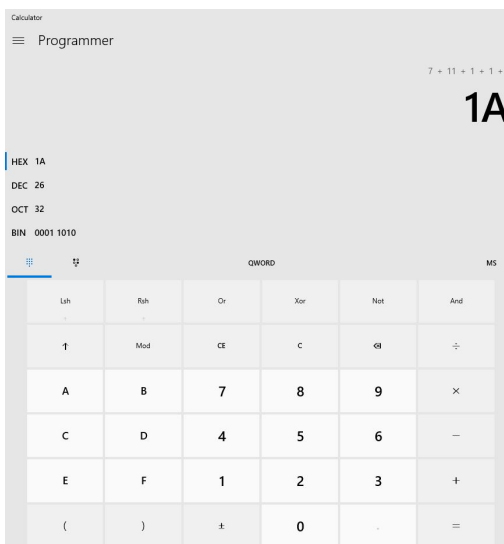 Calculator
Programmer
7 + 11 + 1 + 1 +
1A
HEX 1A
DEC 26
OCT 32
BIN 0001 1010
QWORD MS
Lsh Rsh Or Xor Not And
↑ Mod CE C ⌫ ÷
A B 7 8 9 ×
C D 4 5 6 −
E F 1 2 3 +
( ) ± 0 . =